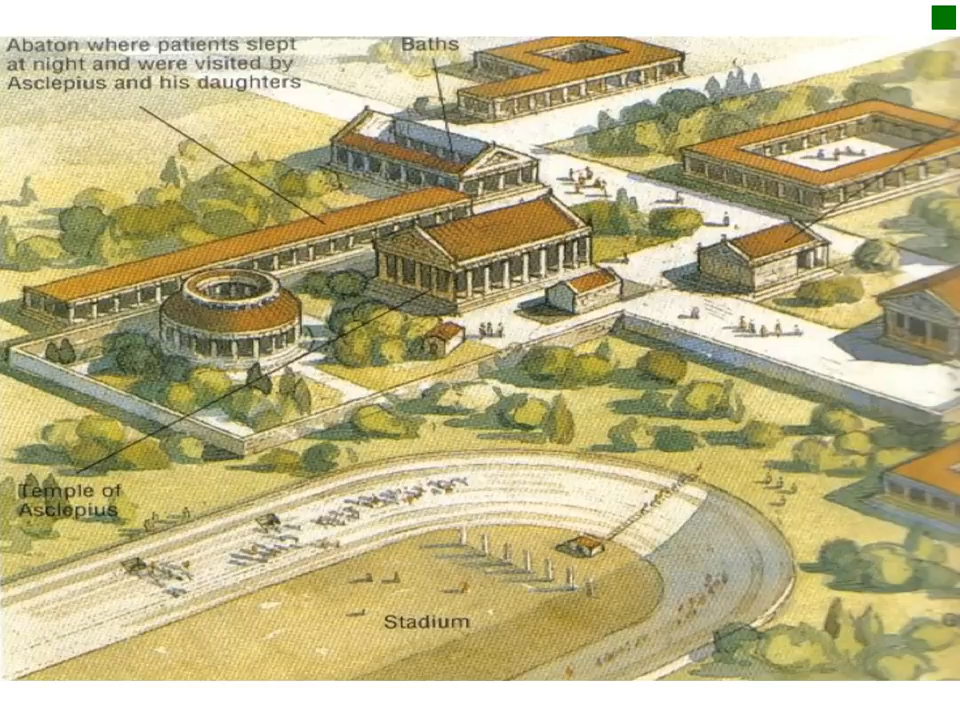 Abaton where patients slept
at night and were visited by
Asclepius and his daughters
Baths
Temple of
Asclepius
Stadium